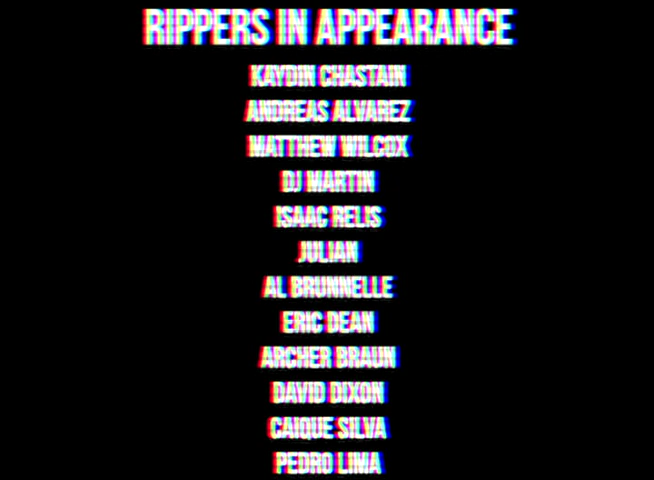 RIPPERS IN APPEARANCE
KAYDIN CHASTAIN
ANDREAS ALVAREZ
MATTHEW WILCOX
DJ MARTIN
ISAAC RELIS
JULIAN
AL BRUNNELLE
ERIC DEAN
ARCHER BRAUN
DAVID DIXON
CAIQUE SILVA
PEDRO LIMA